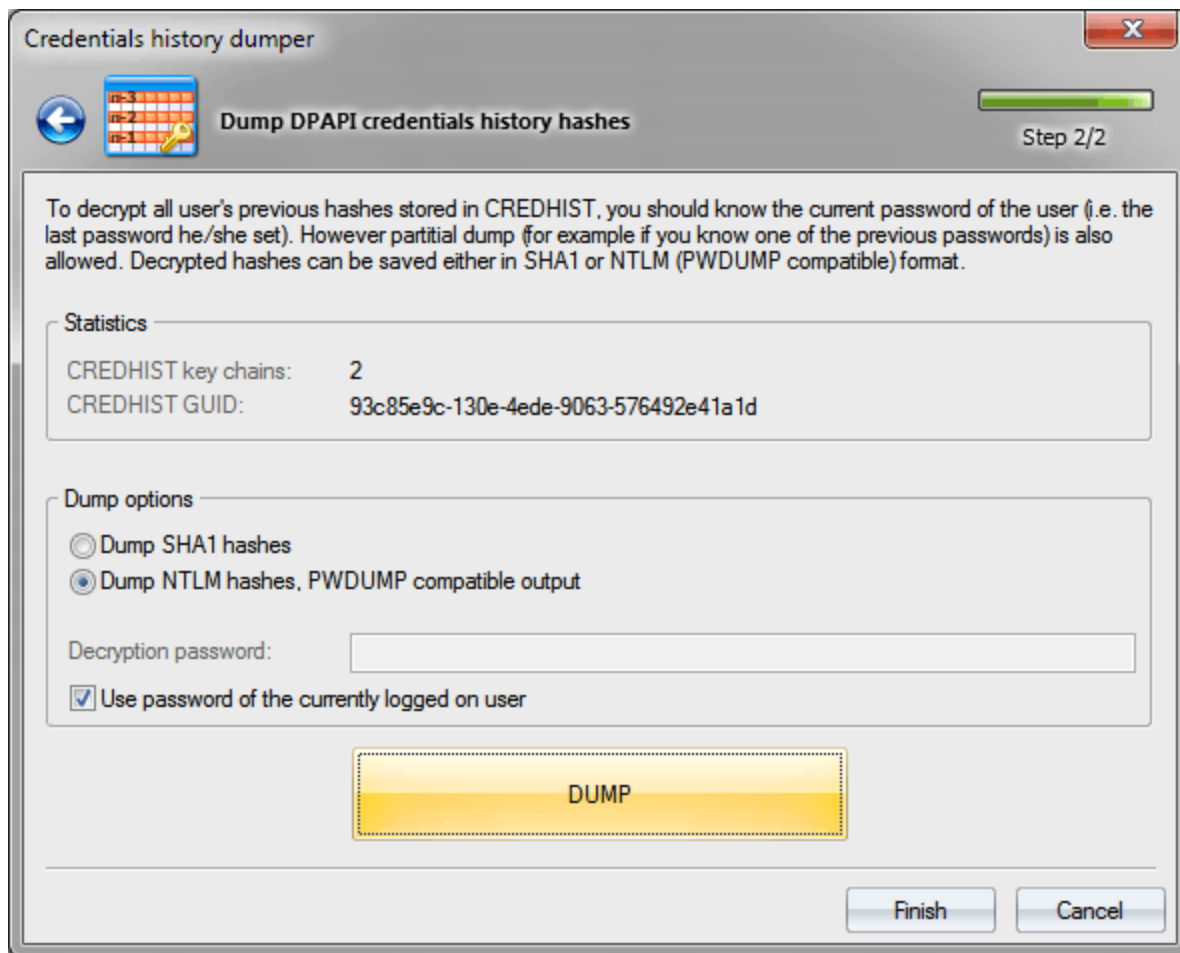 Credentials history dumper
X
n-3
n-2
n-1
Dump DPAPI credentials history hashes
Step 2/2
To decrypt all user's previous hashes stored in CREDHIST, you should know the current password of the user (i.e. the
last password he/she set). However partitial dump (for example if you know one of the previous passwords) is also
allowed. Decrypted hashes can be saved either in SHA1 or NTLM (PWDUMP compatible) format.
Statistics
CREDHIST key chains: 2
CREDHIST GUID: 93c85e9c-130e-4ede-9063-576492e41a1d
Dump options
Dump SHA1 hashes
Dump NTLM hashes, PWDUMP compatible output
Decryption password:
Use password of the currently logged on user
DUMP
Finish Cancel